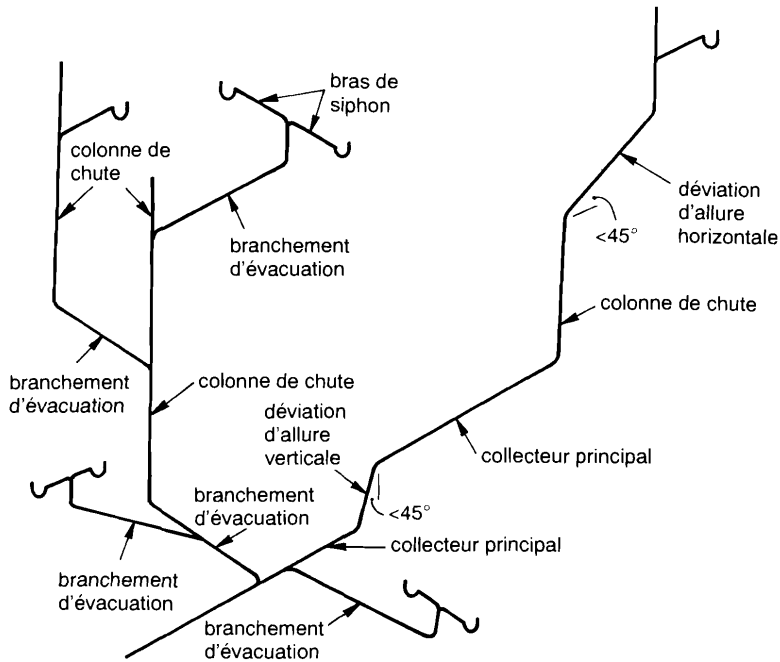 bras de
siphon
colonne de
chute
déviation
d'allure
horizontale
<45°
branchement
d'évacuation
colonne de chute
branchement
d'évacuation
colonne de chute
déviation
d'allure
verticale
collecteur principal
branchement
d'évacuation
<45°
collecteur principal
branchement
d'évacuation
branchement
d'évacuation